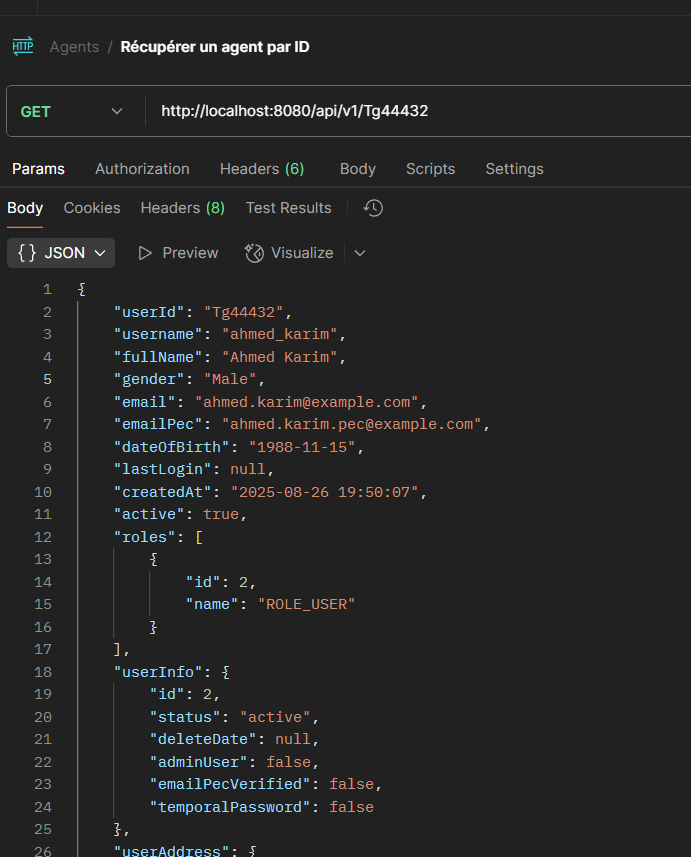 HTTP Agents / Récupérer un agent par ID
GET http://localhost:8080/api/v1/Tg44432
Params Authorization Headers (6) Body Scripts Settings
Body Cookies Headers (8) Test Results
{ } JSON Preview Visualize
1 {
2 "userId": "Tg44432",
3 "username": "ahmed_karim",
4 "fullName": "Ahmed Karim",
5 "gender": "Male",
6 "email": "ahmed.karim@example.com",
7 "emailPec": "ahmed.karim.pec@example.com",
8 "dateOfBirth": "1988-11-15",
9 "lastLogin": null,
10 "createdAt": "2025-08-26 19:50:07",
11 "active": true,
12 "roles": [
13 {
14 "id": 2,
15 "name": "ROLE_USER"
16 }
17 ],
18 "userInfo": {
19 "id": 2,
20 "status": "active",
21 "deleteDate": null,
22 "adminUser": false,
23 "emailPecVerified": false,
24 "temporalPassword": false
25 },
26 "userAddress": {